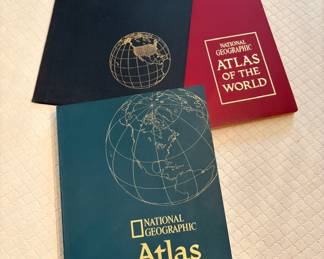 NATIONAL
GEOGRAPHIC
ATLAS
OF THE
WORLD
NATIONAL
GEOGRAPHIC
Atlas